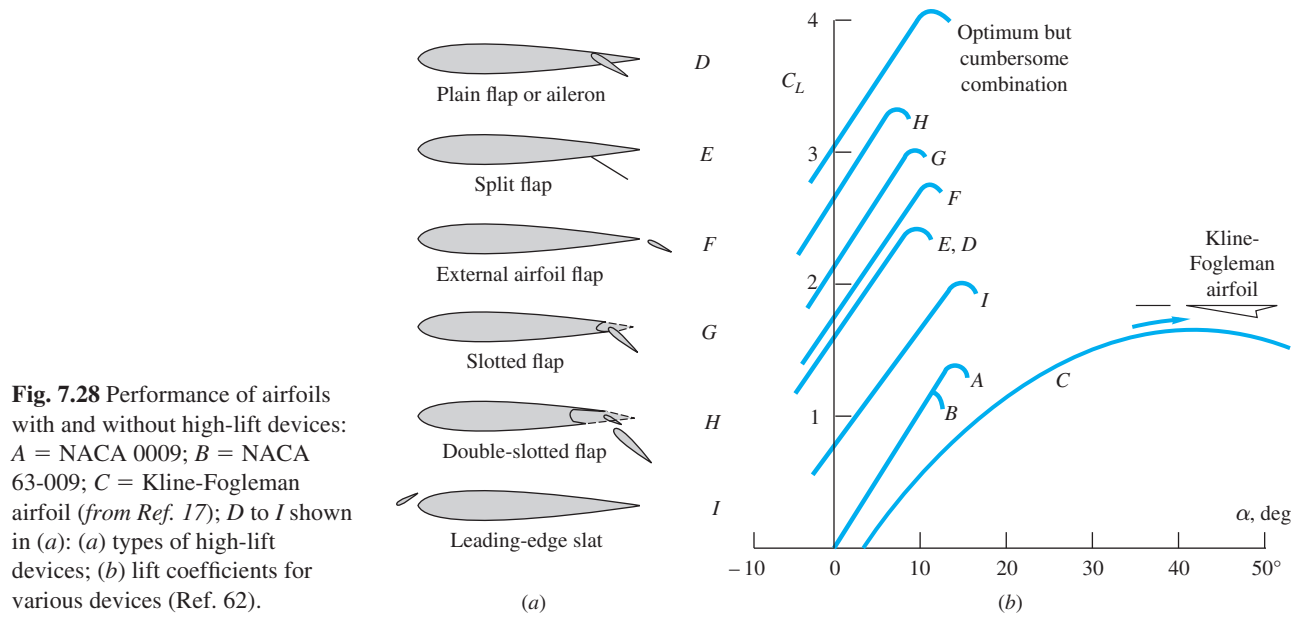 Fig. 7.28 Performance of airfoils
with and without high-lift devices:
A = NACA 0009; B = NACA
63-009; C = Kline-Fogleman
airfoil (from Ref. 17); D to I shown
in (a): (a) types of high-lift
devices; (b) lift coefficients for
various devices (Ref. 62).
D
Plain flap or aileron
E
Split flap
F
External airfoil flap
G
Slotted flap
H
Double-slotted flap
I
Leading-edge slat
(a)
4
C_L
3
2
1
Optimum but
cumbersome
combination
H
G
F
E, D
I
A
B
C
Kline-
Fogleman
airfoil
α, deg
–10 0 10 20 30 40 50°
(b)